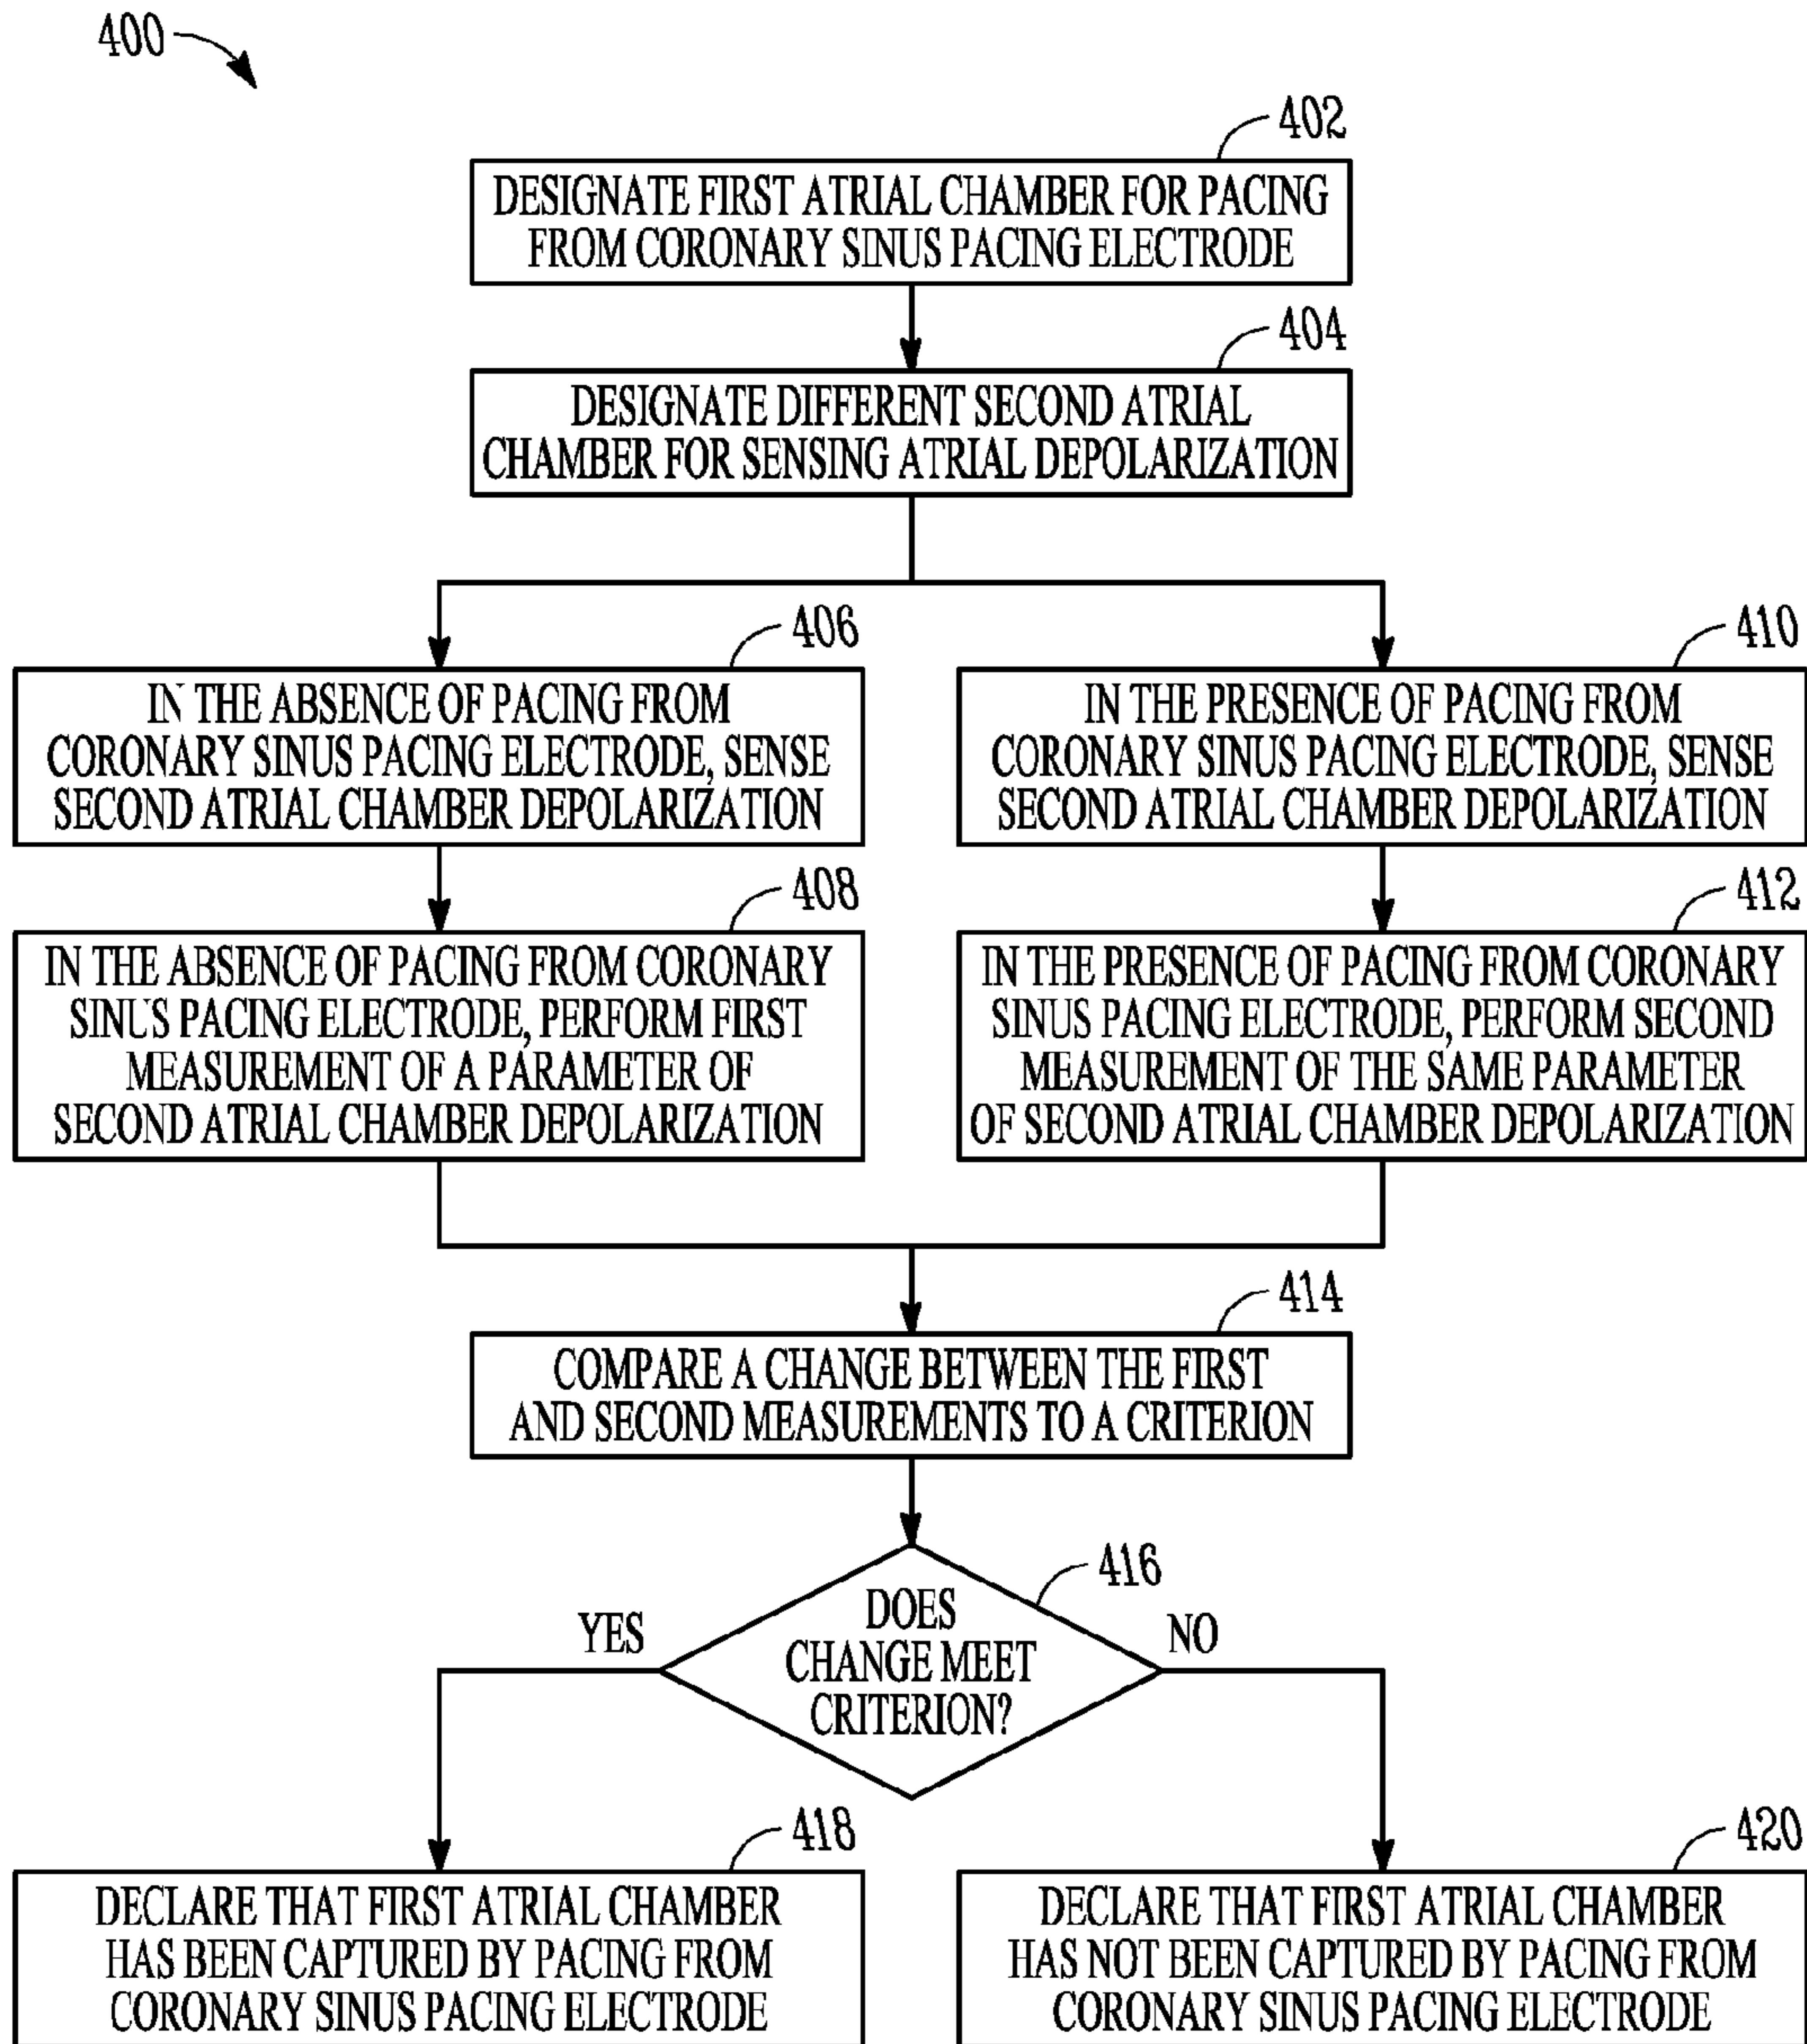 400
402
DESIGNATE FIRST ATRIAL CHAMBER FOR PACING
FROM CORONARY SINUS PACING ELECTRODE
404
DESIGNATE DIFFERENT SECOND ATRIAL
CHAMBER FOR SENSING ATRIAL DEPOLARIZATION
406
IN THE ABSENCE OF PACING FROM
CORONARY SINUS PACING ELECTRODE, SENSE
SECOND ATRIAL CHAMBER DEPOLARIZATION
410
IN THE PRESENCE OF PACING FROM
CORONARY SINUS PACING ELECTRODE, SENSE
SECOND ATRIAL CHAMBER DEPOLARIZATION
408
IN THE ABSENCE OF PACING FROM CORONARY
SINUS PACING ELECTRODE, PERFORM FIRST
MEASUREMENT OF A PARAMETER OF
SECOND ATRIAL CHAMBER DEPOLARIZATION
412
IN THE PRESENCE OF PACING FROM CORONARY
SINUS PACING ELECTRODE, PERFORM SECOND
MEASUREMENT OF THE SAME PARAMETER
OF SECOND ATRIAL CHAMBER DEPOLARIZATION
414
COMPARE A CHANGE BETWEEN THE FIRST
AND SECOND MEASUREMENTS TO A CRITERION
416
DOES
CHANGE MEET
CRITERION?
YES
NO
418
DECLARE THAT FIRST ATRIAL CHAMBER
HAS BEEN CAPTURED BY PACING FROM
CORONARY SINUS PACING ELECTRODE
420
DECLARE THAT FIRST ATRIAL CHAMBER
HAS NOT BEEN CAPTURED BY PACING FROM
CORONARY SINUS PACING ELECTRODE